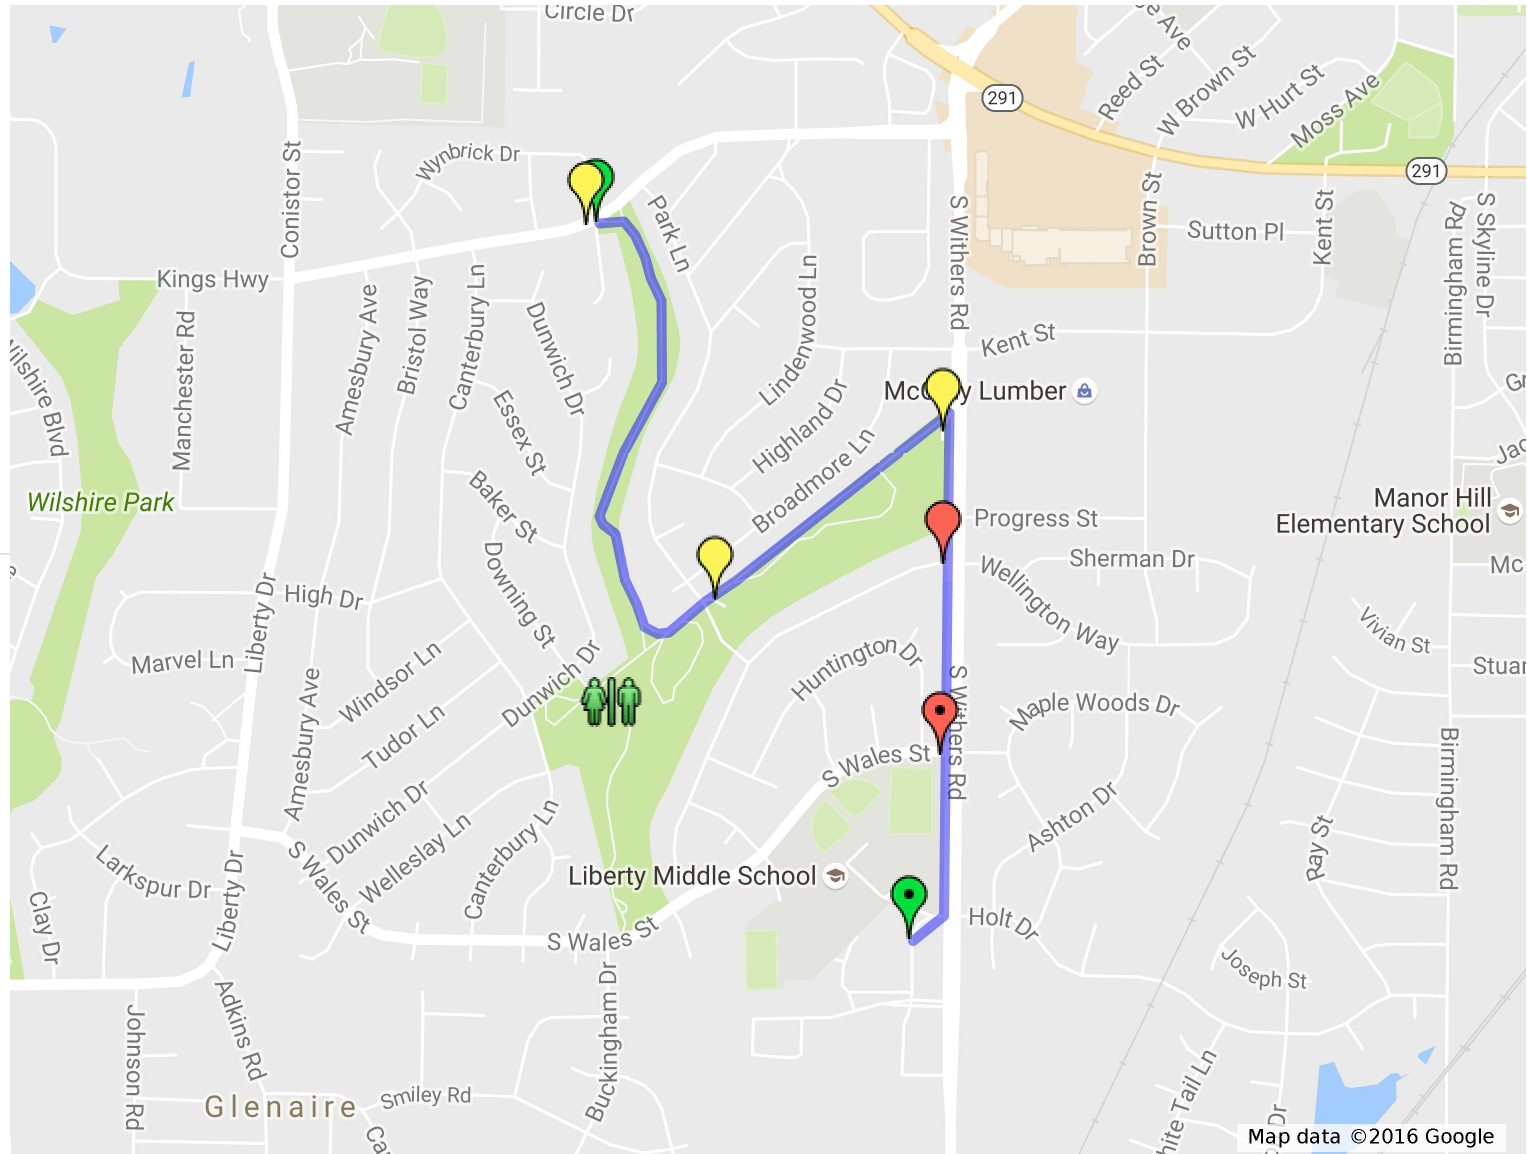 Circle Dr
Reed St
W Brown St
W Hurt St
Moss Ave
291
291
Wynbrick Dr
Conistor St
Park Ln
S Withers Rd
Brown St
Sutton Pl
Kent St
Birmingham Rd
S Skyline Dr
Kings Hwy
Manchester Rd
Amesbury Ave
Bristol Way
Canterbury Ln
Dunwich Dr
Lindenwood Ln
Kent St
Wilshire Blvd
Essex St
Highland Dr
Broadmore Ln
Lumber
Wilshire Park
Baker St
Progress St
Manor Hill
Elementary School
Sherman Dr
Downing St
High Dr
Liberty Dr
Wellington Way
Vivian St
Marvel Ln
Windsor Ln
Dunwich Dr
Huntington Dr
S Withers Rd
Maple Woods Dr
Amesbury Ave
Tudor Ln
S Wales St
Birmingham Rd
Dunwich Dr
Welleslay Ln
Canterbury Ln
Ashton Dr
Ray St
Larkspur Dr
S Wales St
Liberty Middle School
Clay Dr
Liberty Dr
S Wales St
Holt Dr
Joseph St
Johnson Rd
Adkins Rd
Buckingham Dr
Smiley Rd
Glenaire
Tail Ln
Dr
Map data ©2016 Google